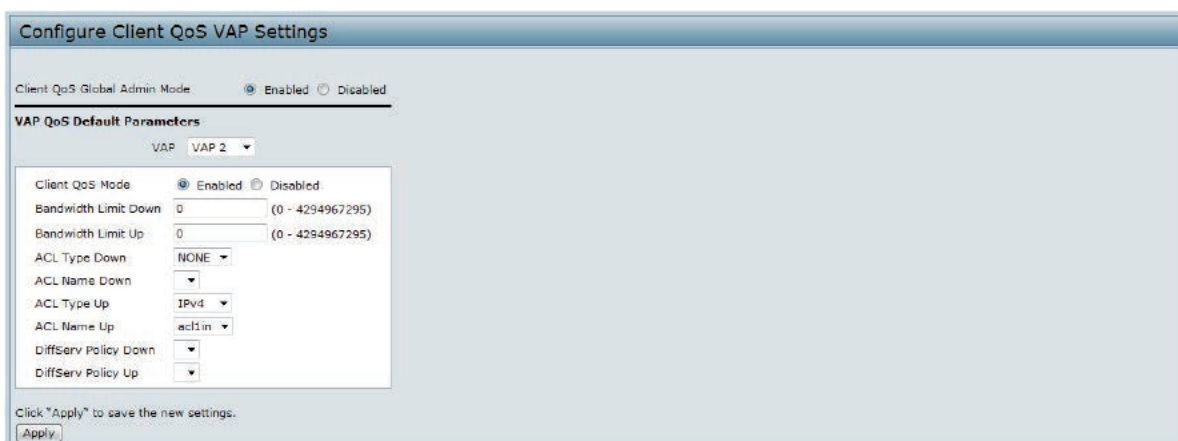 Configure Client QoS VAP Settings
Client QoS Global Admin Mode Enabled Disabled
VAP QoS Default Parameters
VAP VAP 2
Client QoS Mode Enabled Disabled
Bandwidth Limit Down 0 (0 - 4294967295)
Bandwidth Limit Up 0 (0 - 4294967295)
ACL Type Down NONE
ACL Name Down
ACL Type Up IPv4
ACL Name Up acl1in
DiffServ Policy Down
DiffServ Policy Up
Click "Apply" to save the new settings.
Apply